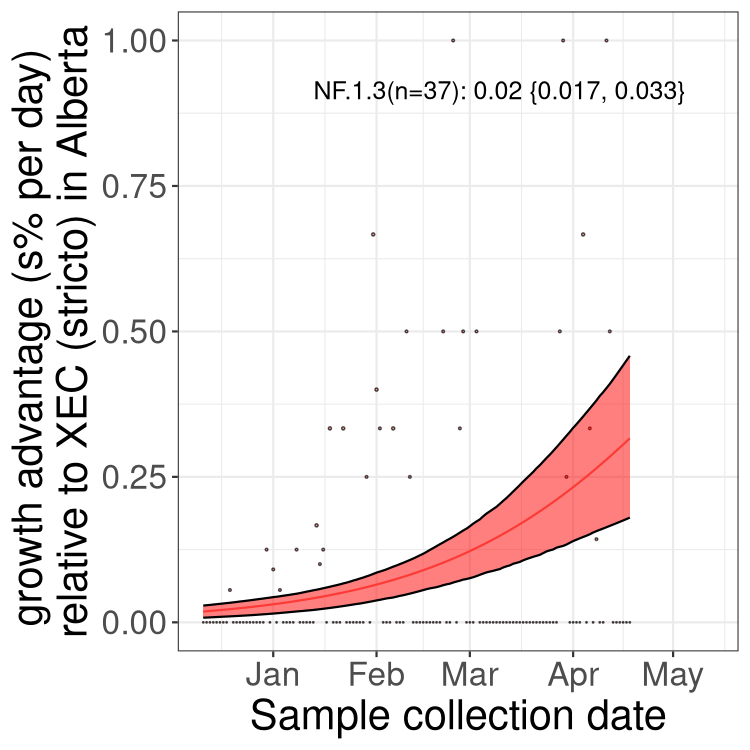 growth advantage (s% per day)
relative to XEC (stricto) in Alberta
1.00
0.75
0.50
0.25
0.00
NF.1.3(n=37): 0.02 {0.017, 0.033}
Jan Feb Mar Apr May
Sample collection date